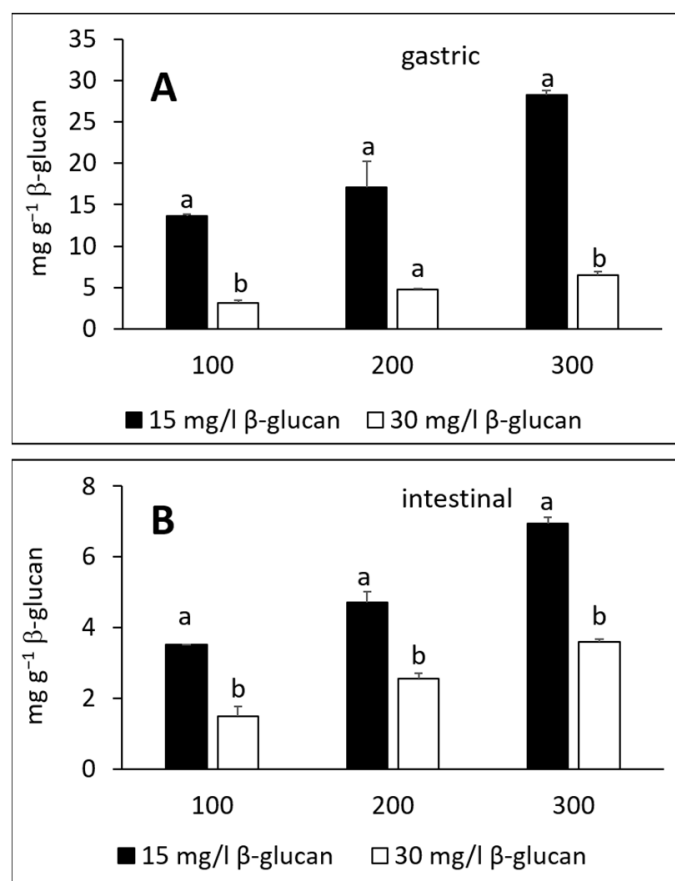 35
gastric
A
30
a
25
20
a
a
15
10
b
a
b
5
0
mg g⁻¹ β-glucan
100 200 300
15 mg/l β-glucan 30 mg/l β-glucan
8
intestinal
B
a
6
a
a
4
b
b
b
2
0
mg g⁻¹ β-glucan
100 200 300
15 mg/l β-glucan 30 mg/l β-glucan